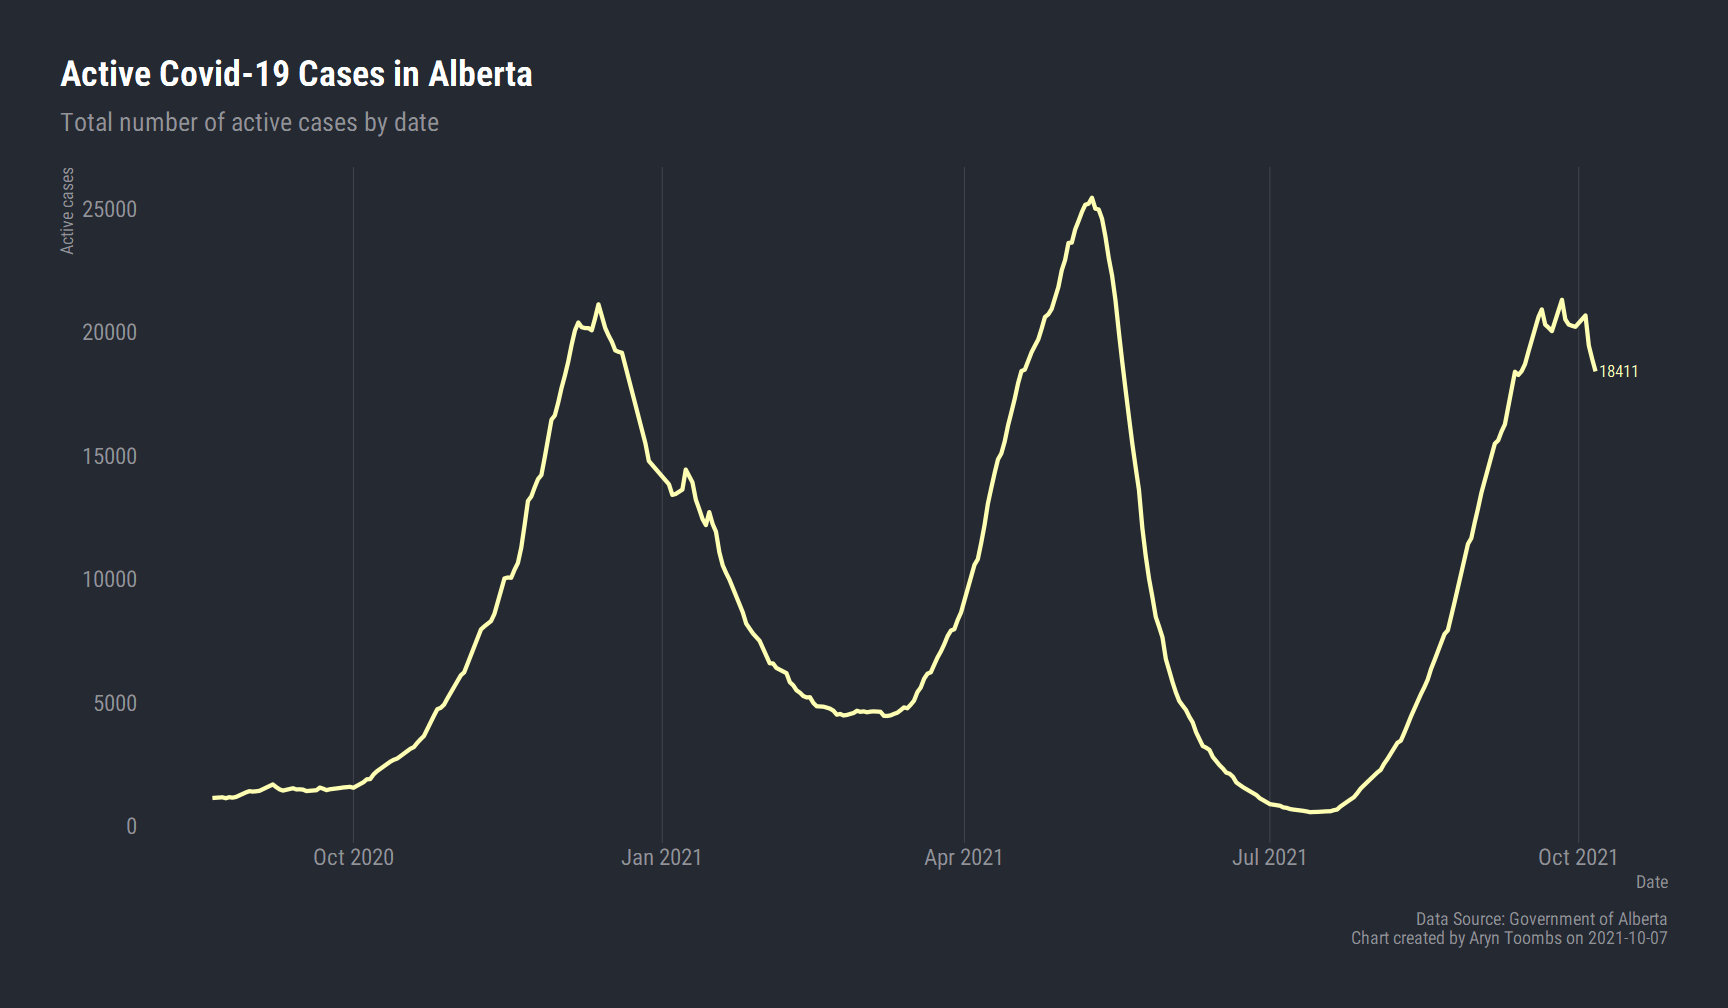 Active Covid-19 Cases in Alberta
Total number of active cases by date
Active cases
25000
20000
15000
10000
5000
0
18411
Oct 2020
Jan 2021
Apr 2021
Jul 2021
Oct 2021
Date
Data Source: Government of Alberta
Chart created by Aryn Toombs on 2021-10-07